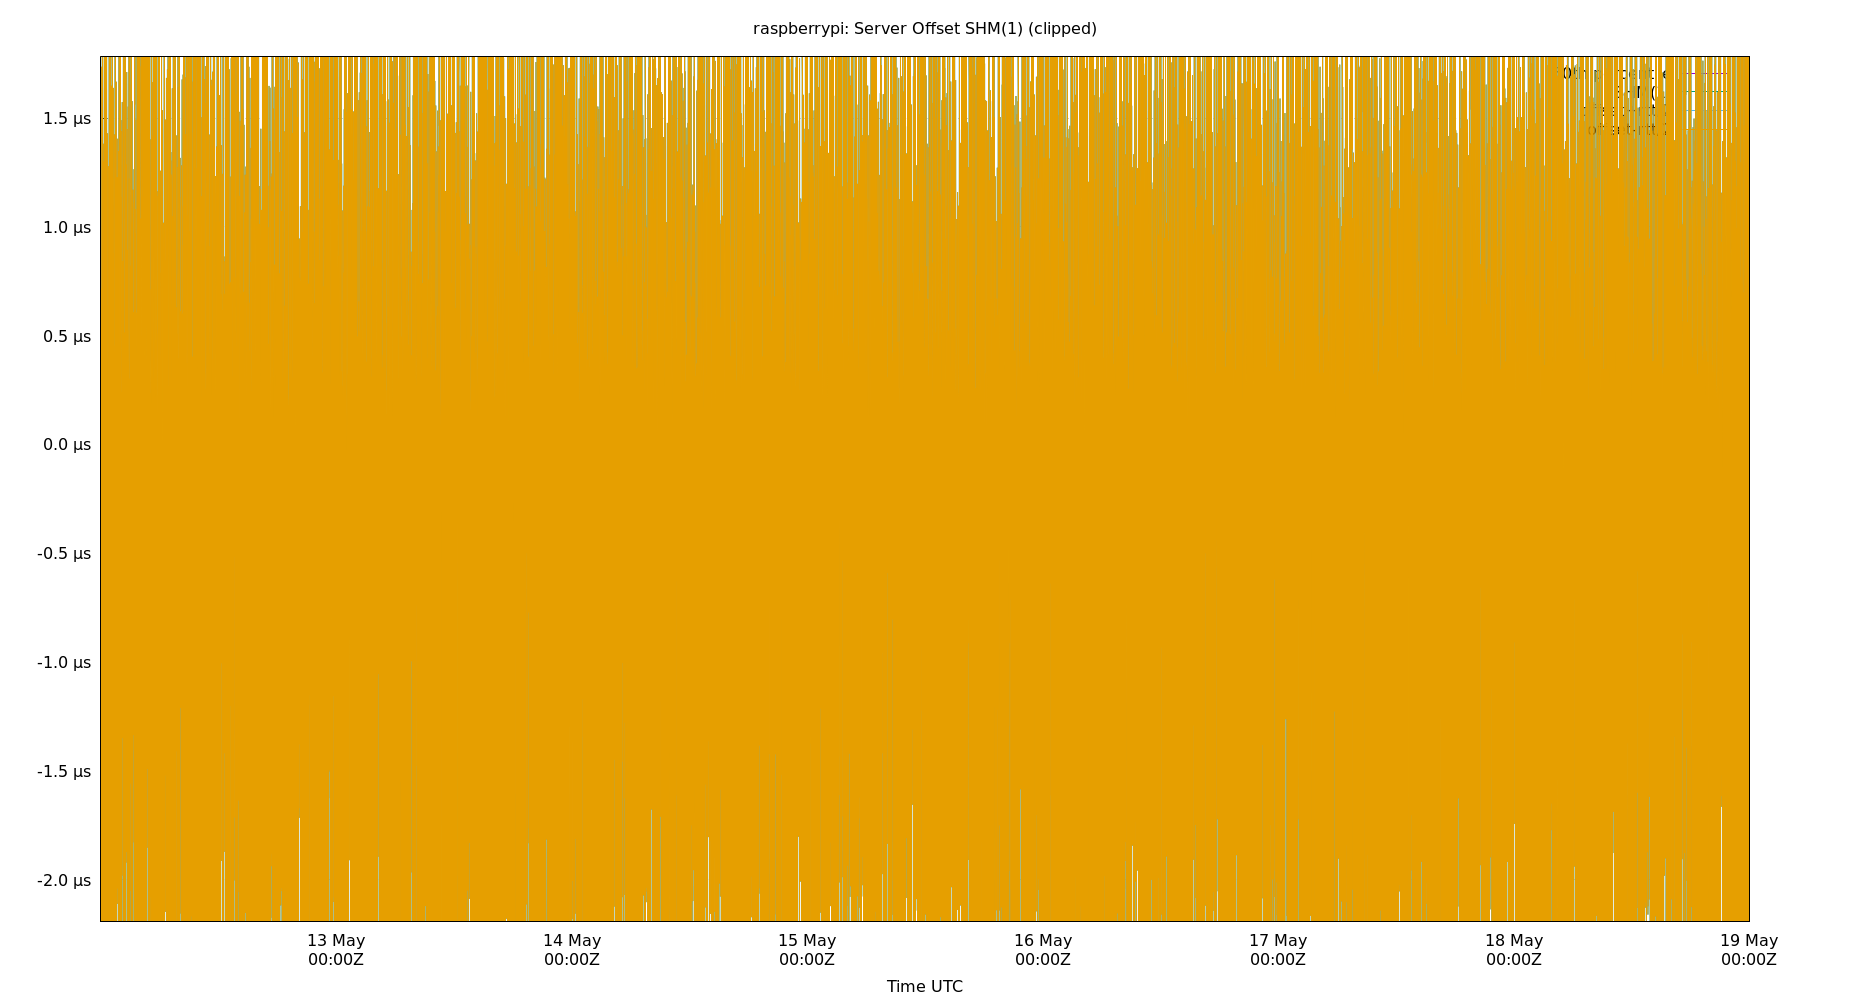 raspberrypi: Server Offset SHM(1) (clipped)
1.5 µs
1.0 µs
0.5 µs
0.0 µs
-0.5 µs
-1.0 µs
-1.5 µs
-2.0 µs
13 May
00:00Z
14 May
00:00Z
15 May
00:00Z
16 May
00:00Z
17 May
00:00Z
18 May
00:00Z
19 May
00:00Z
Time UTC